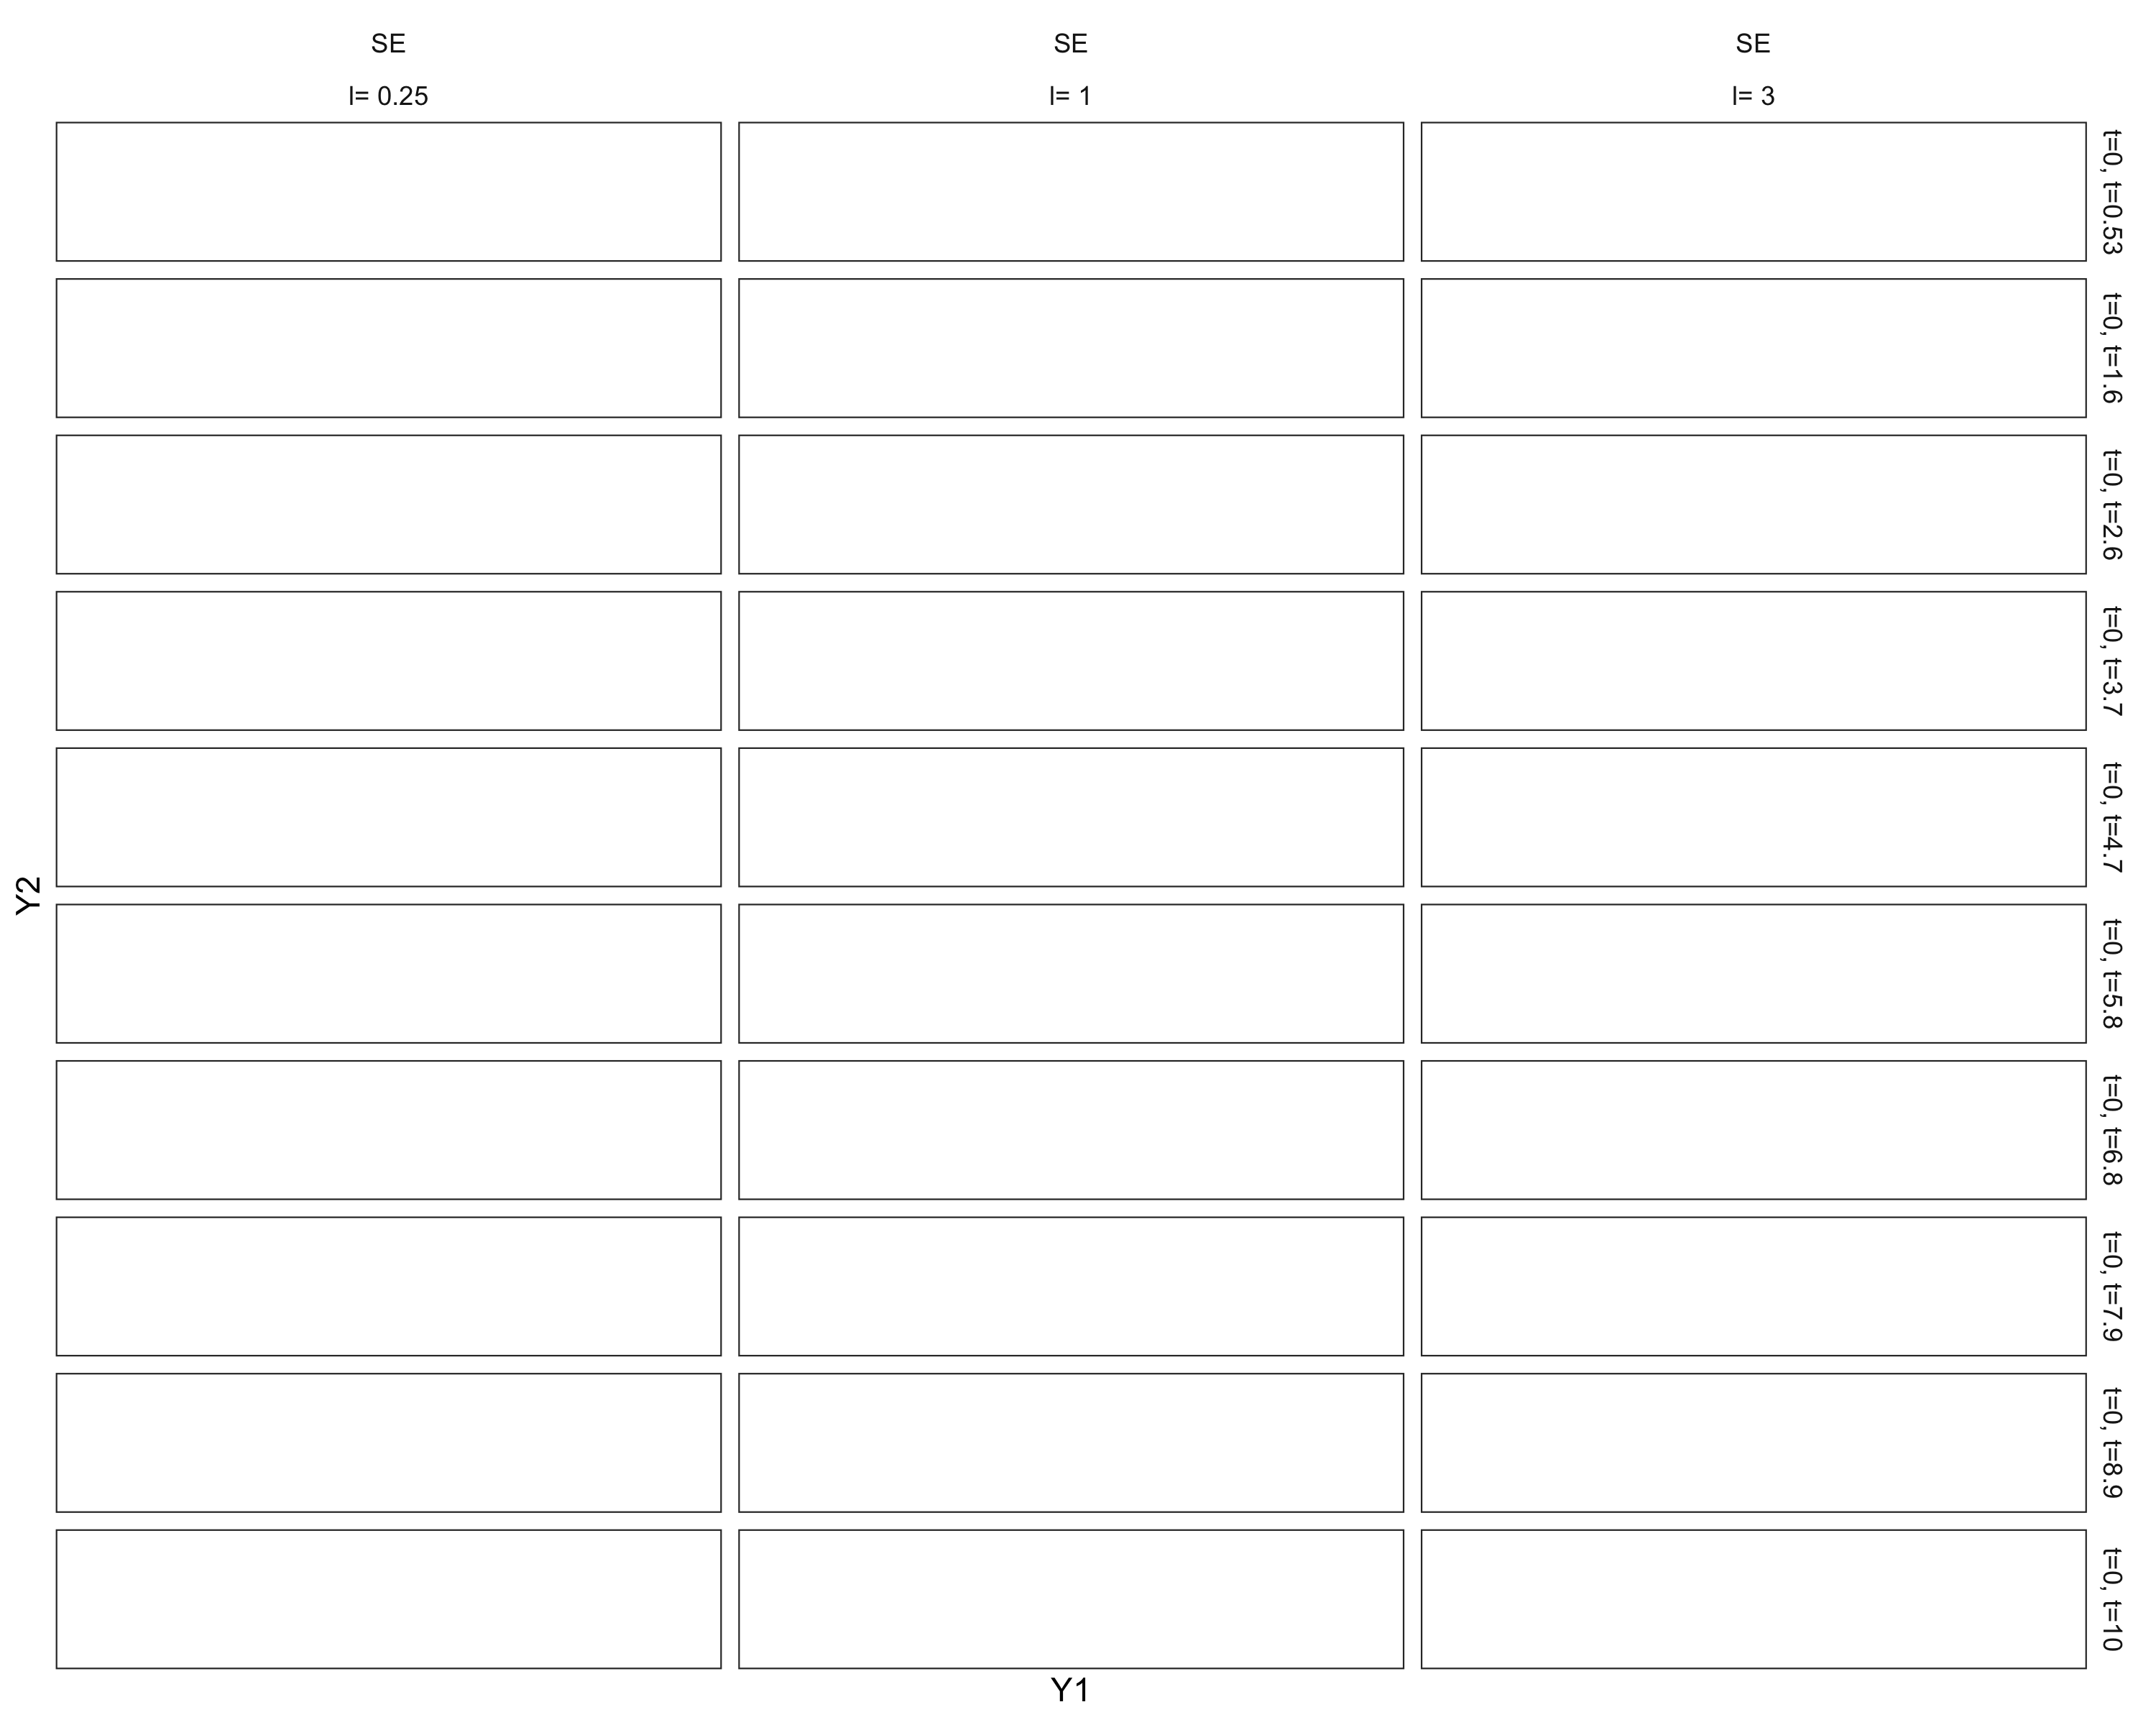 SE
SE
SE
l= 0.25
l= 1
l= 3
t=0, t=0.53
t=0, t=1.6
t=0, t=2.6
t=0, t=3.7
t=0, t=4.7
Y2
t=0, t=5.8
t=0, t=6.8
t=0, t=7.9
t=0, t=8.9
t=0, t=10
Y1